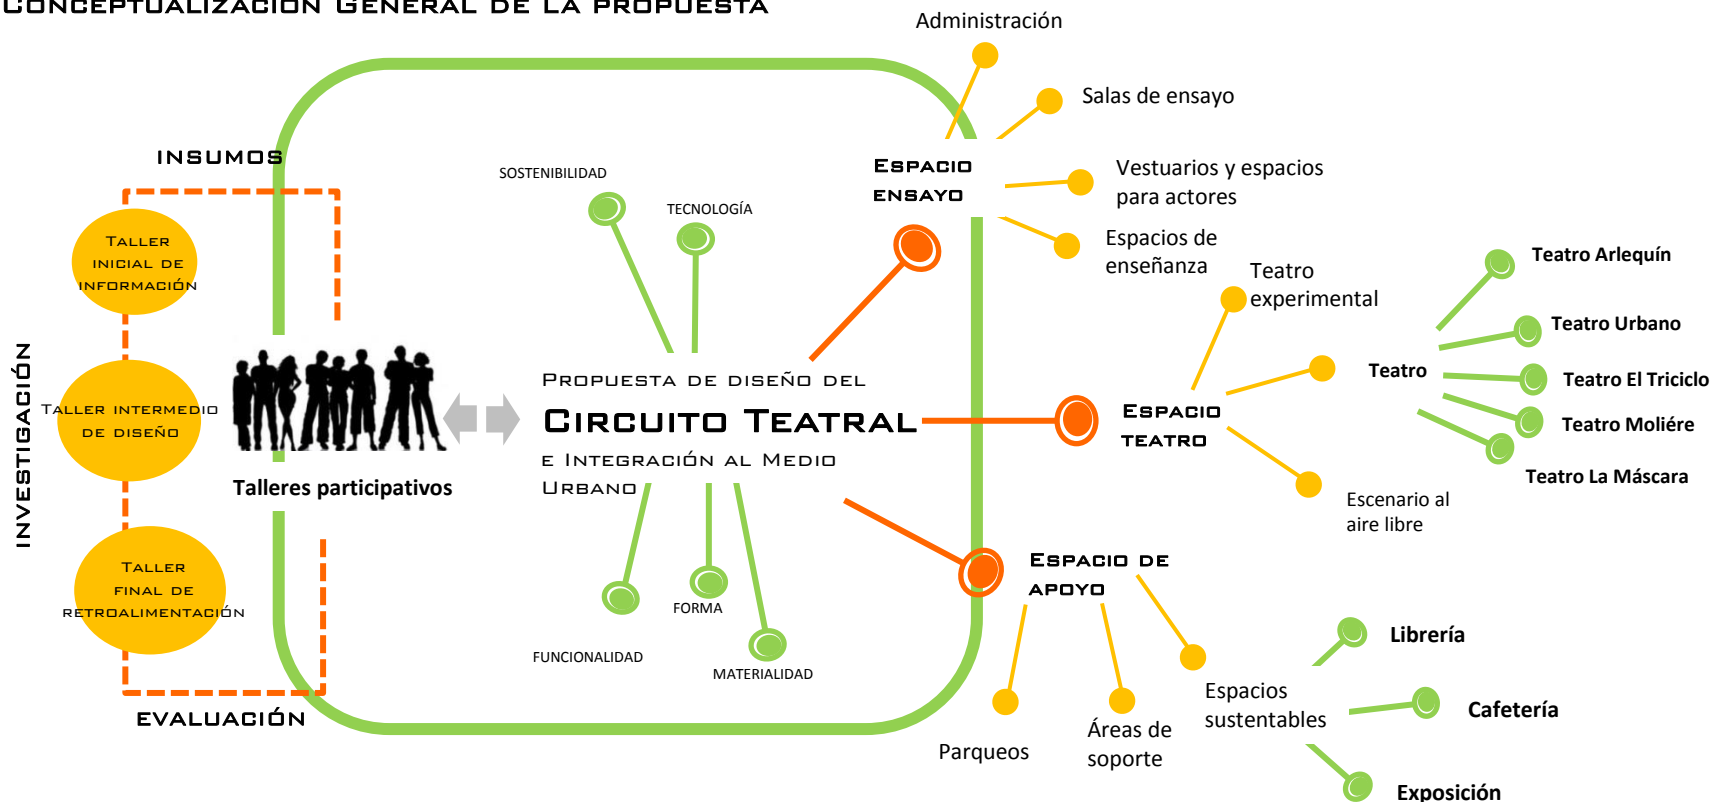 CONCEPTUALIZACIÓN GENERAL DE LA PROPUESTA
INSUMOS
TALLER
INICIAL DE
INFORMACIÓN
INVESTIGACIÓN
TALLER INTERMEDIO
DE DISEÑO
TALLER
FINAL DE
RETROALIMENTACIÓN
EVALUACIÓN
Talleres participativos
SOSTENIBILIDAD
TECNOLOGÍA
PROPUESTA DE DISEÑO DEL
CIRCUITO TEATRAL
E INTEGRACIÓN AL MEDIO
URBANO
FUNCIONALIDAD
FORMA
MATERIALIDAD
ESPACIO
ENSAYO
Administración
Salas de ensayo
Vestuarios y espacios
para actores
Espacios de
enseñanza
ESPACIO
TEATRO
Teatro
experimental
Teatro
Teatro Arlequín
Teatro Urbano
Teatro El Triciclo
Teatro Moliére
Teatro La Máscara
Escenario al
aire libre
ESPACIO DE
APOYO
Parqueos
Áreas de
soporte
Espacios
sustentables
Librería
Cafetería
Exposición